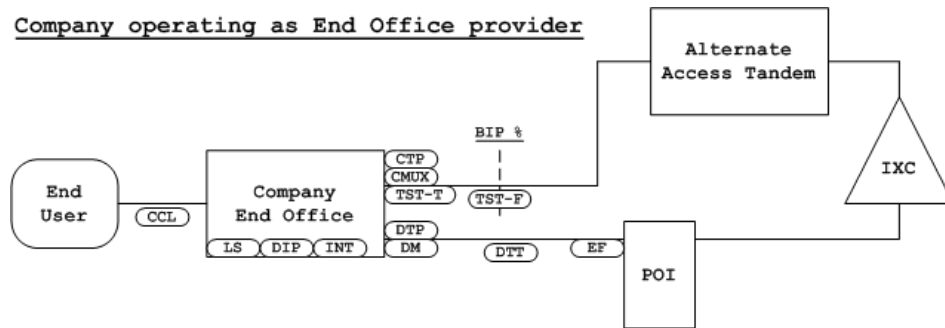 Company operating as End Office provider
Alternate
Access Tandem
BIP %
CTP
CMUX
TST-T
TST-F
IXC
End
User
CCL
Company
End Office
LS
DIP
INT
DTP
DM
DTT
EF
POI